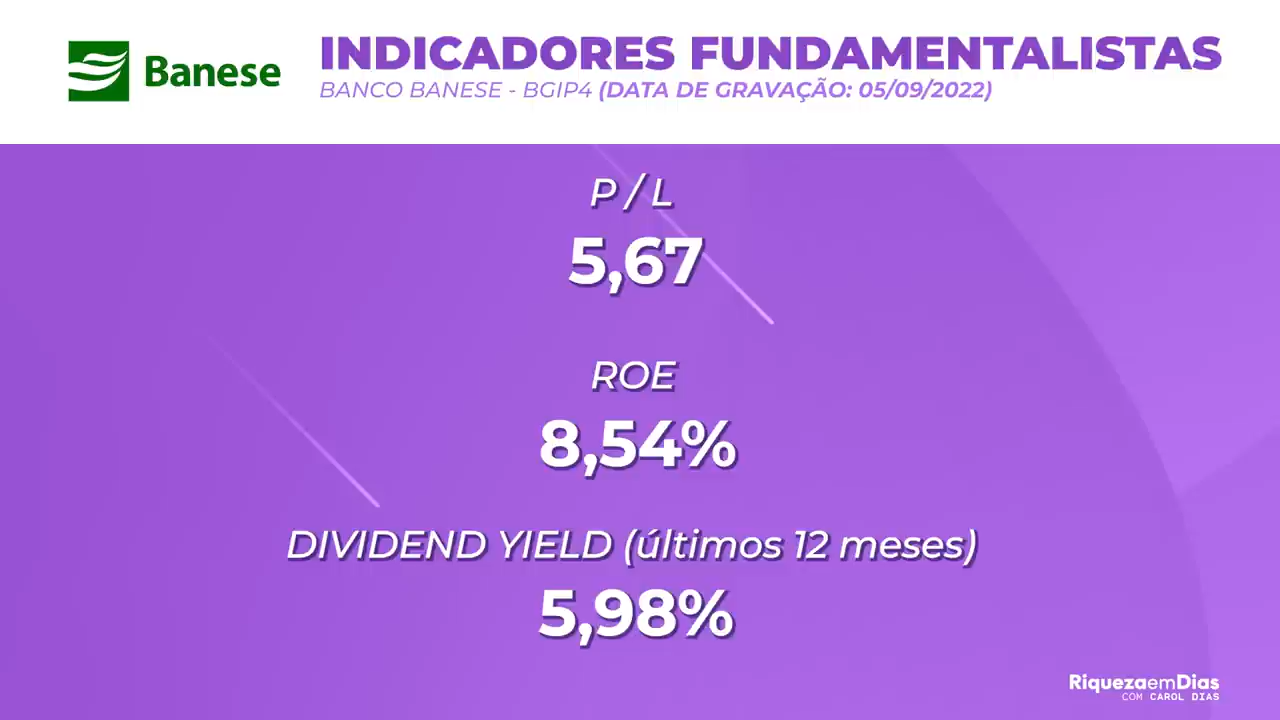 Banese
INDICADORES FUNDAMENTALISTAS
BANCO BANESE - BGIP4 (DATA DE GRAVAÇÃO: 05/09/2022)
P / L
5,67
ROE
8,54%
DIVIDEND YIELD (últimos 12 meses)
5,98%
RiquezaemDias
COM CAROL DIAS